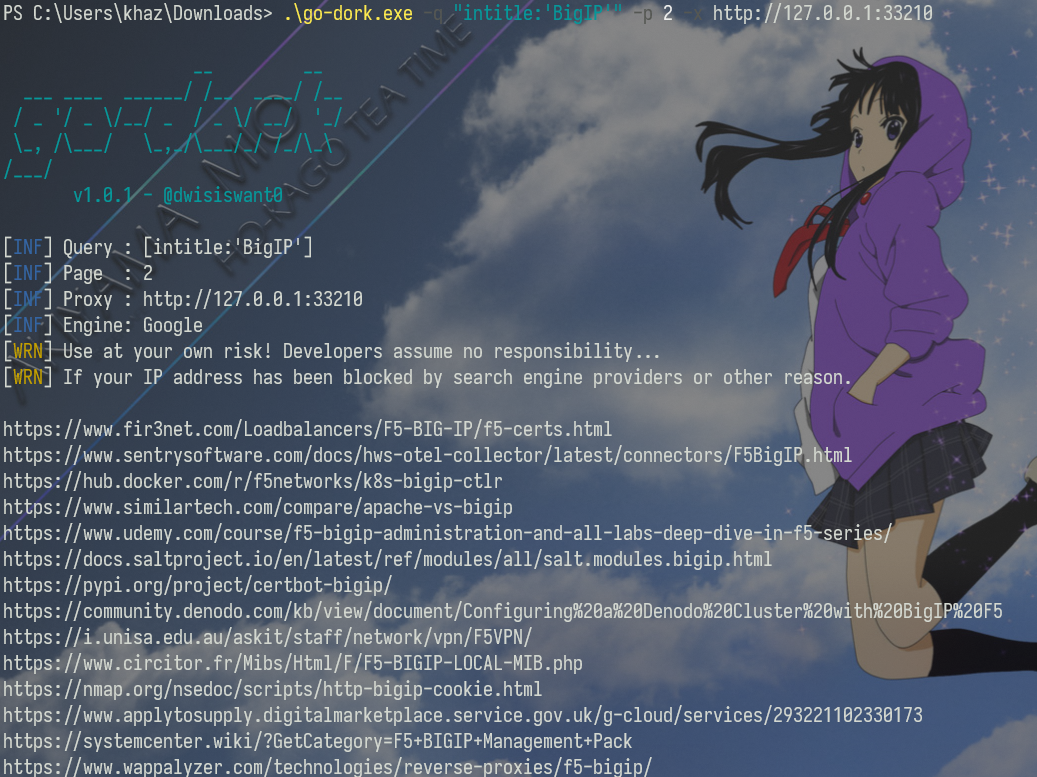 PS C:\Users\khaz\Downloads> .\go-dork.exe -q "intitle:'BigIP'" -p 2 -x http://127.0.0.1:33210
v1.0.1 - @dwisiswant0
[INF] Query : [intitle:'BigIP']
[INF] Page  : 2
[INF] Proxy : http://127.0.0.1:33210
[INF] Engine: Google
[WRN] Use at your own risk! Developers assume no responsibility...
[WRN] If your IP address has been blocked by search engine providers or other reason.
https://www.fir3net.com/Loadbalancers/F5-BIG-IP/f5-certs.html
https://www.sentrysoftware.com/docs/hws-otel-collector/latest/connectors/F5BigIP.html
https://hub.docker.com/r/f5networks/k8s-bigip-ctlr
https://www.similartech.com/compare/apache-vs-bigip
https://www.udemy.com/course/f5-bigip-administration-and-all-labs-deep-dive-in-f5-series/
https://docs.saltproject.io/en/latest/ref/modules/all/salt.modules.bigip.html
https://pypi.org/project/certbot-bigip/
https://community.denodo.com/kb/view/document/Configuring%20a%20Denodo%20Cluster%20with%20BigIP%20F5
https://i.unisa.edu.au/askit/staff/network/vpn/F5VPN/
https://www.circitor.fr/Mibs/Html/F/F5-BIGIP-LOCAL-MIB.php
https://nmap.org/nsedoc/scripts/http-bigip-cookie.html
https://www.applytosupply.digitalmarketplace.service.gov.uk/g-cloud/services/293221102330173
https://systemcenter.wiki/?GetCategory=F5+BIGIP+Management+Pack
https://www.wappalyzer.com/technologies/reverse-proxies/f5-bigip/
AKIYAMA MIO
HO-KAGO TEA TIME